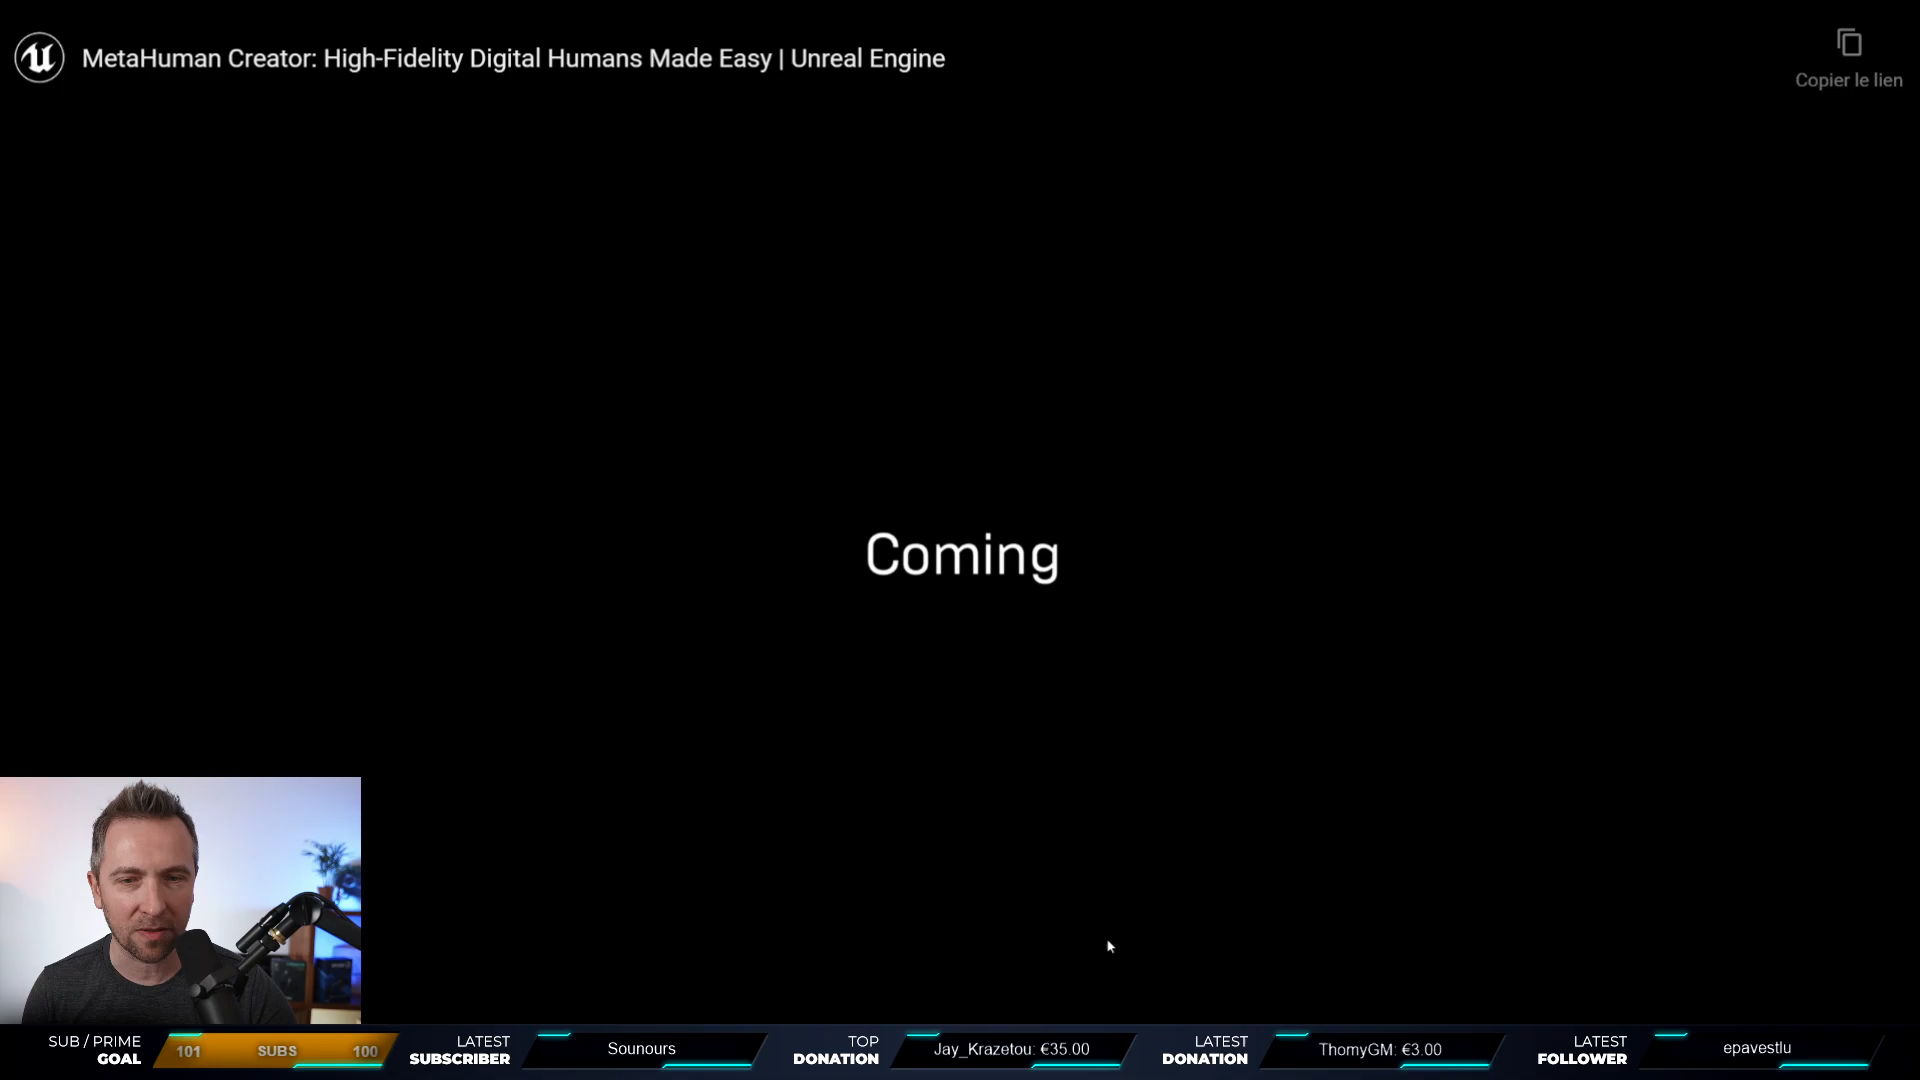 MetaHuman Creator: High-Fidelity Digital Humans Made Easy | Unreal Engine
Copier le lien
Coming
SUB / PRIME
GOAL
101 SUBS 100
LATEST
SUBSCRIBER
Sounours
TOP
DONATION
Jay_Krazetou: €35.00
LATEST
DONATION
ThomyGM: €3.00
LATEST
FOLLOWER
epavestlu